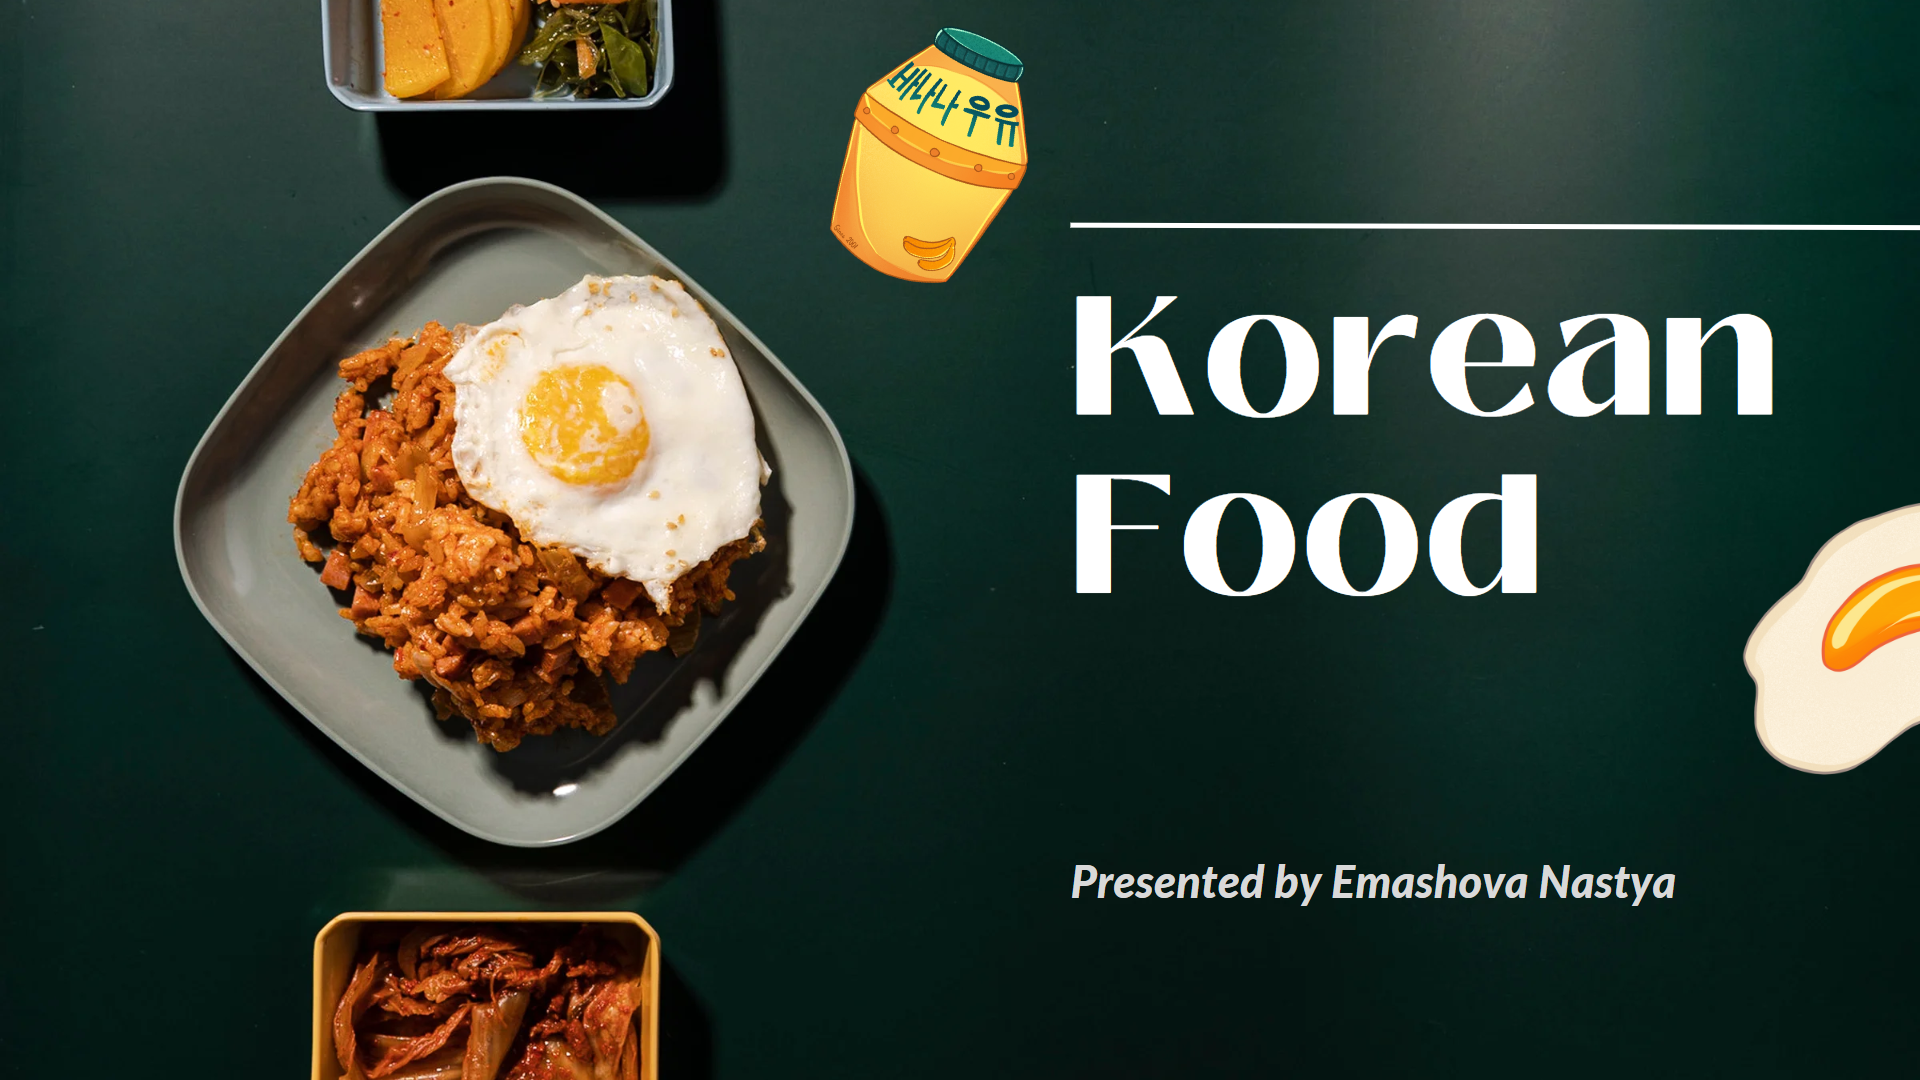 바나나 우유
Korean
Food
Presented by Emashova Nastya